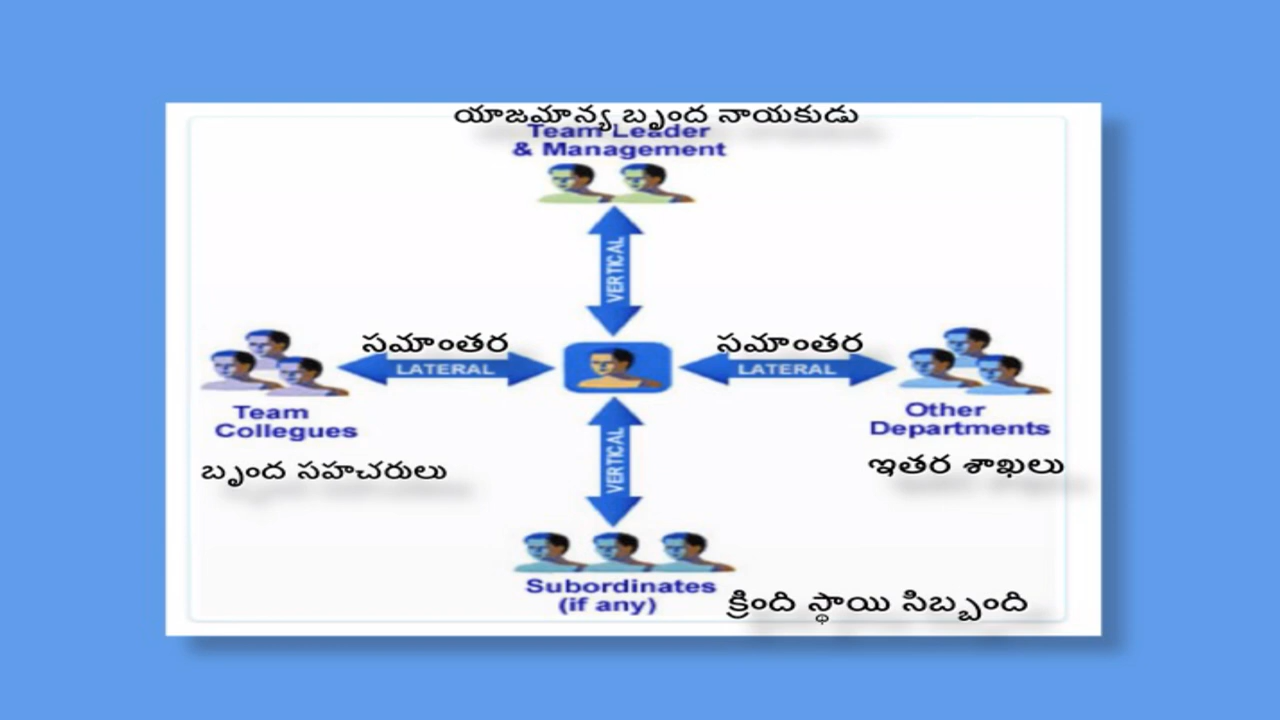 యాజమాన్య బృంద నాయకుడు
Team Leader
& Management
VERTICAL
సమాంతర
LATERAL
సమాంతర
LATERAL
Team
Collegues
బృంద సహచరులు
Other
Departments
ఇతర శాఖలు
VERTICAL
Subordinates
(if any)
క్రింది స్థాయి సిబ్బంది